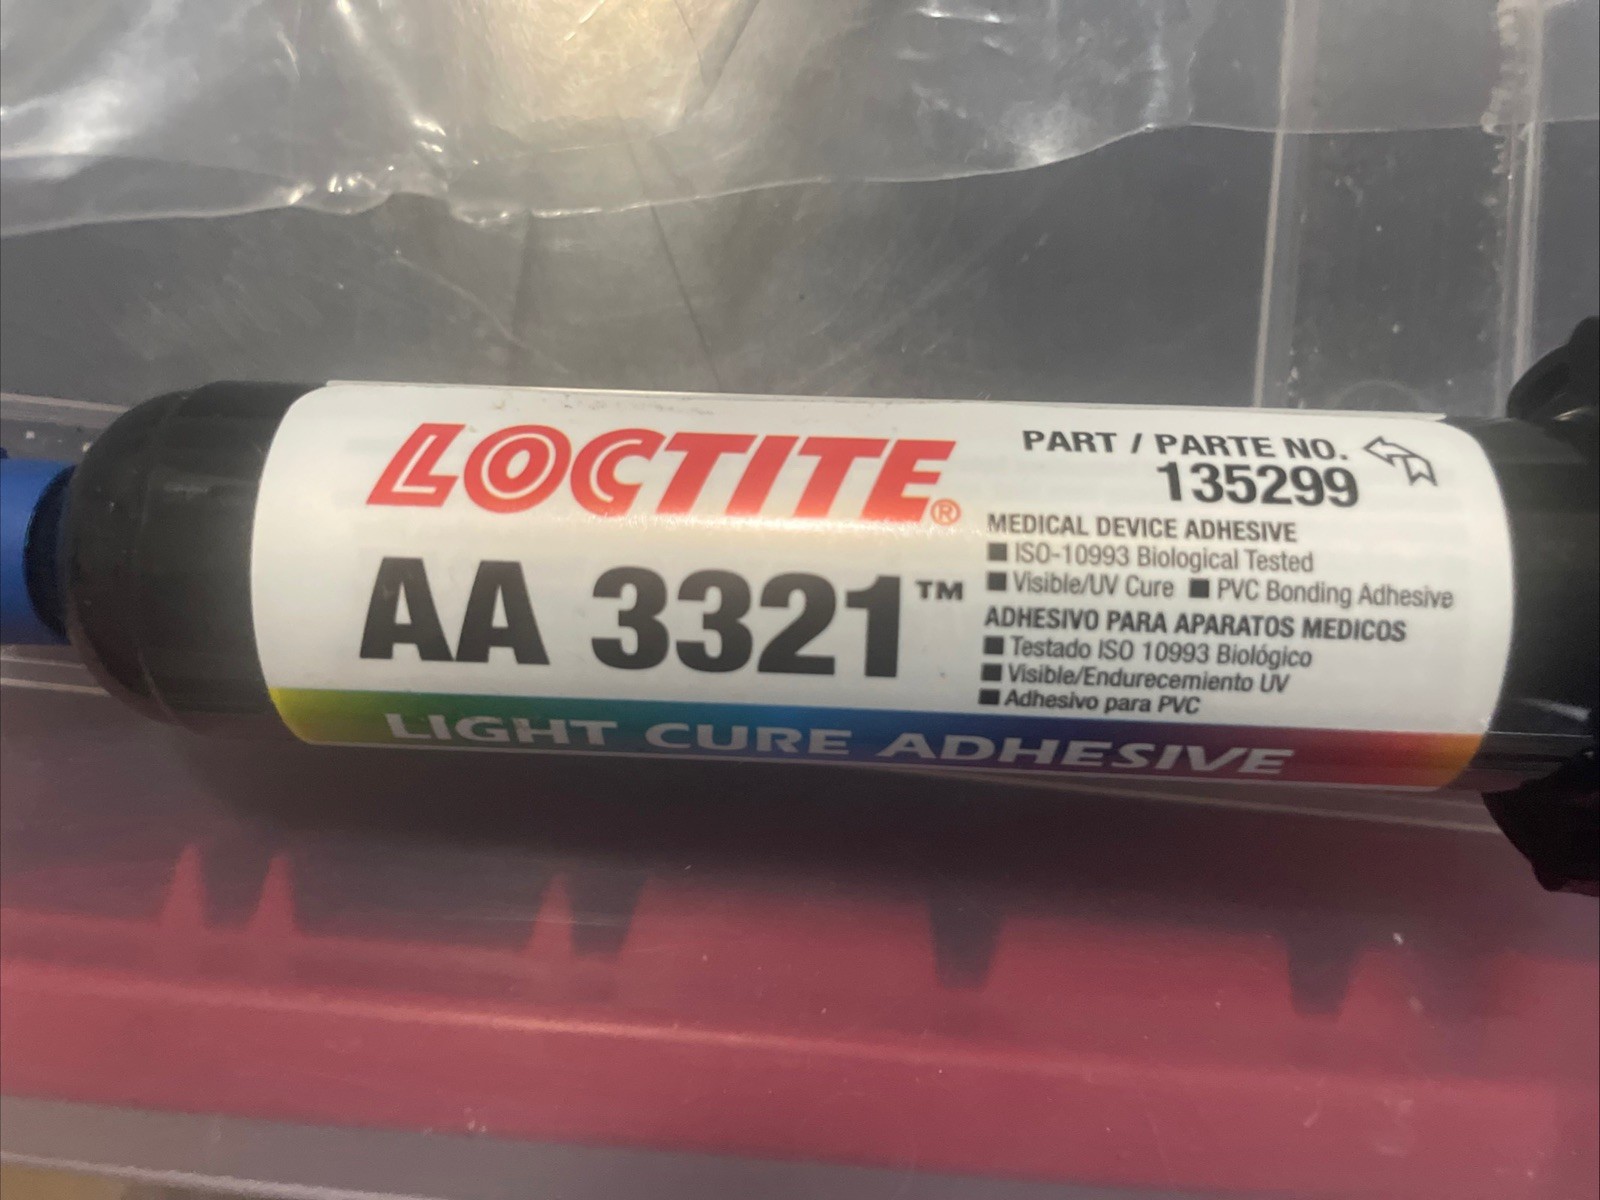 LOCTITE®
AA 3321™
PART / PARTE NO.
135299
MEDICAL DEVICE ADHESIVE
■ ISO-10993 Biological Tested
■ Visible/UV Cure ■ PVC Bonding Adhesive
ADHESIVO PARA APARATOS MEDICOS
■ Testado ISO 10993 Biológico
■ Visible/Endurecemiento UV
■ Adhesivo para PVC
LIGHT CURE ADHESIVE